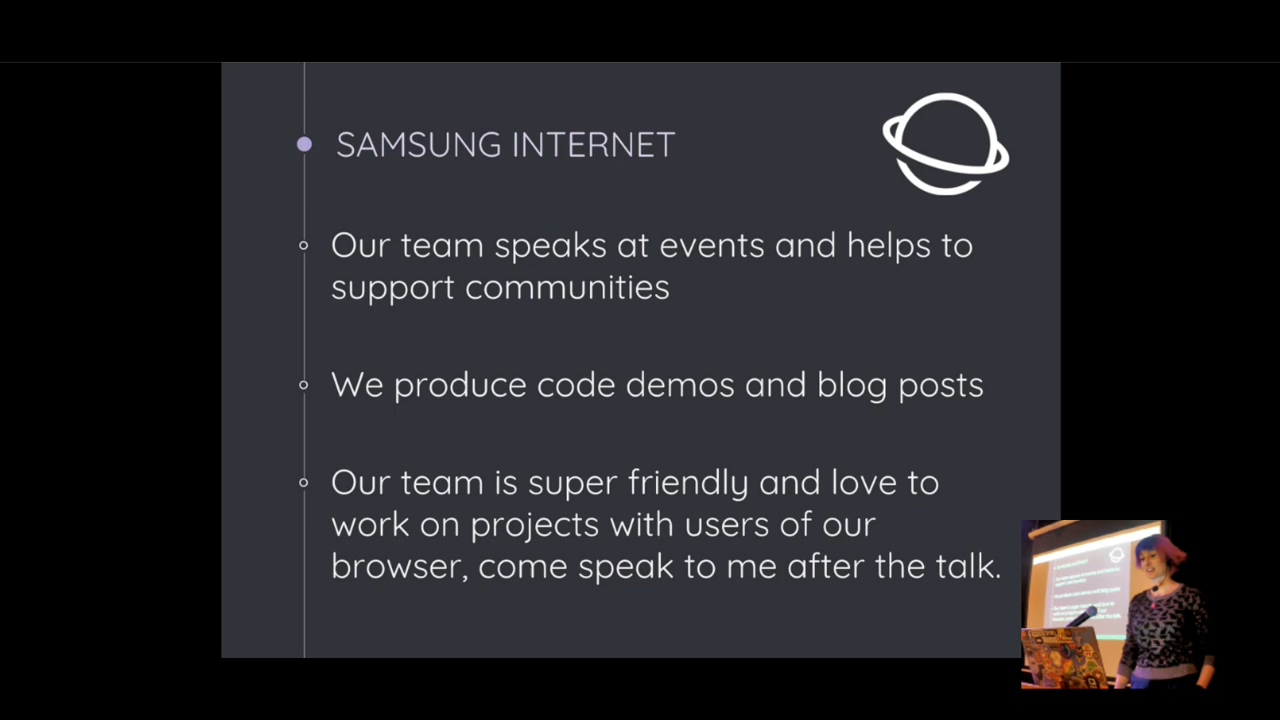 SAMSUNG INTERNET
Our team speaks at events and helps to
support communities
We produce code demos and blog posts
Our team is super friendly and love to
work on projects with users of our
browser, come speak to me after the talk.